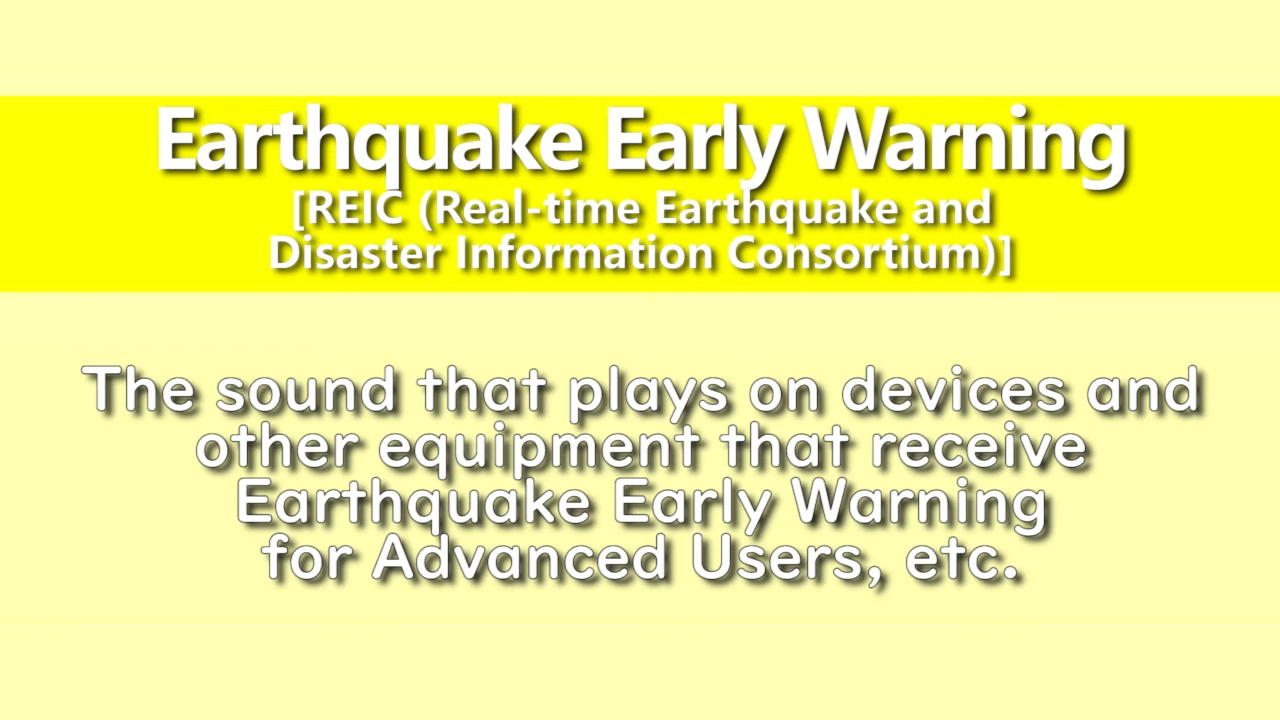 Earthquake Early Warning
[REIC (Real-time Earthquake and
Disaster Information Consortium)]
The sound that plays on devices and
other equipment that receive
Earthquake Early Warning
for Advanced Users, etc.